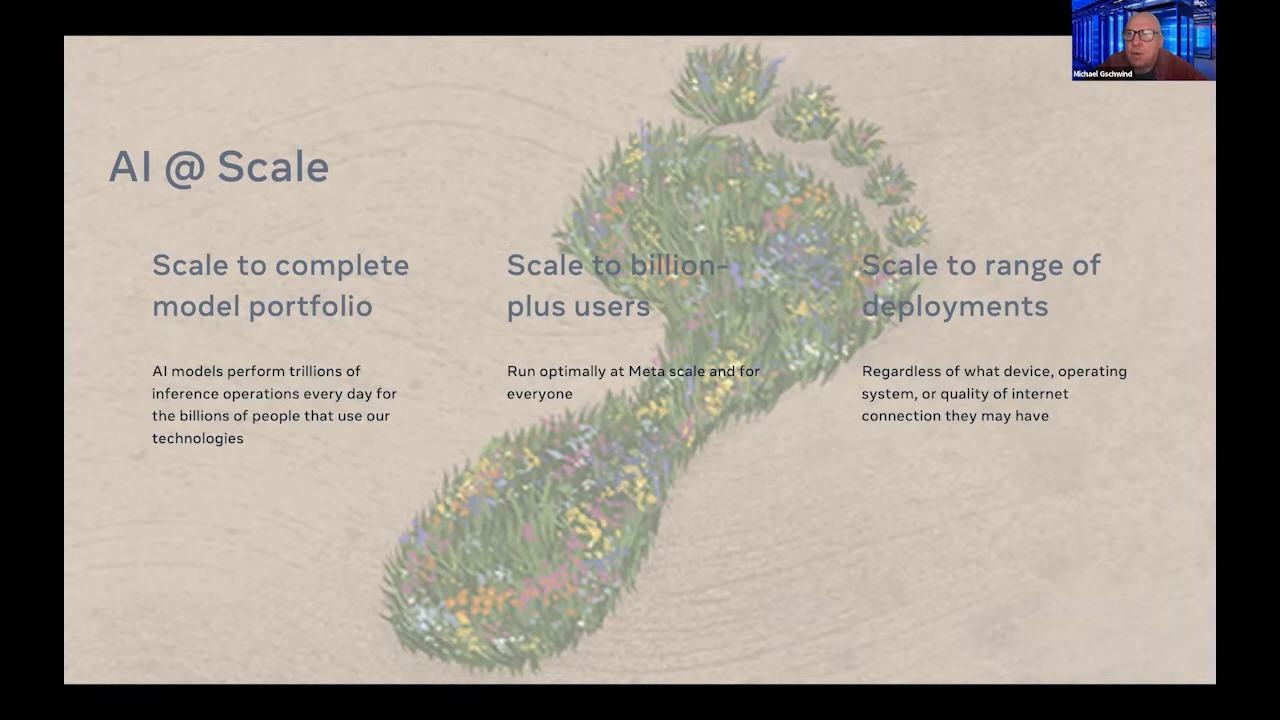 Michael Gschwind
AI @ Scale
Scale to complete
model portfolio
AI models perform trillions of
inference operations every day for
the billions of people that use our
technologies
Scale to billion-
plus users
Run optimally at Meta scale and for
everyone
Scale to range of
deployments
Regardless of what device, operating
system, or quality of internet
connection they may have